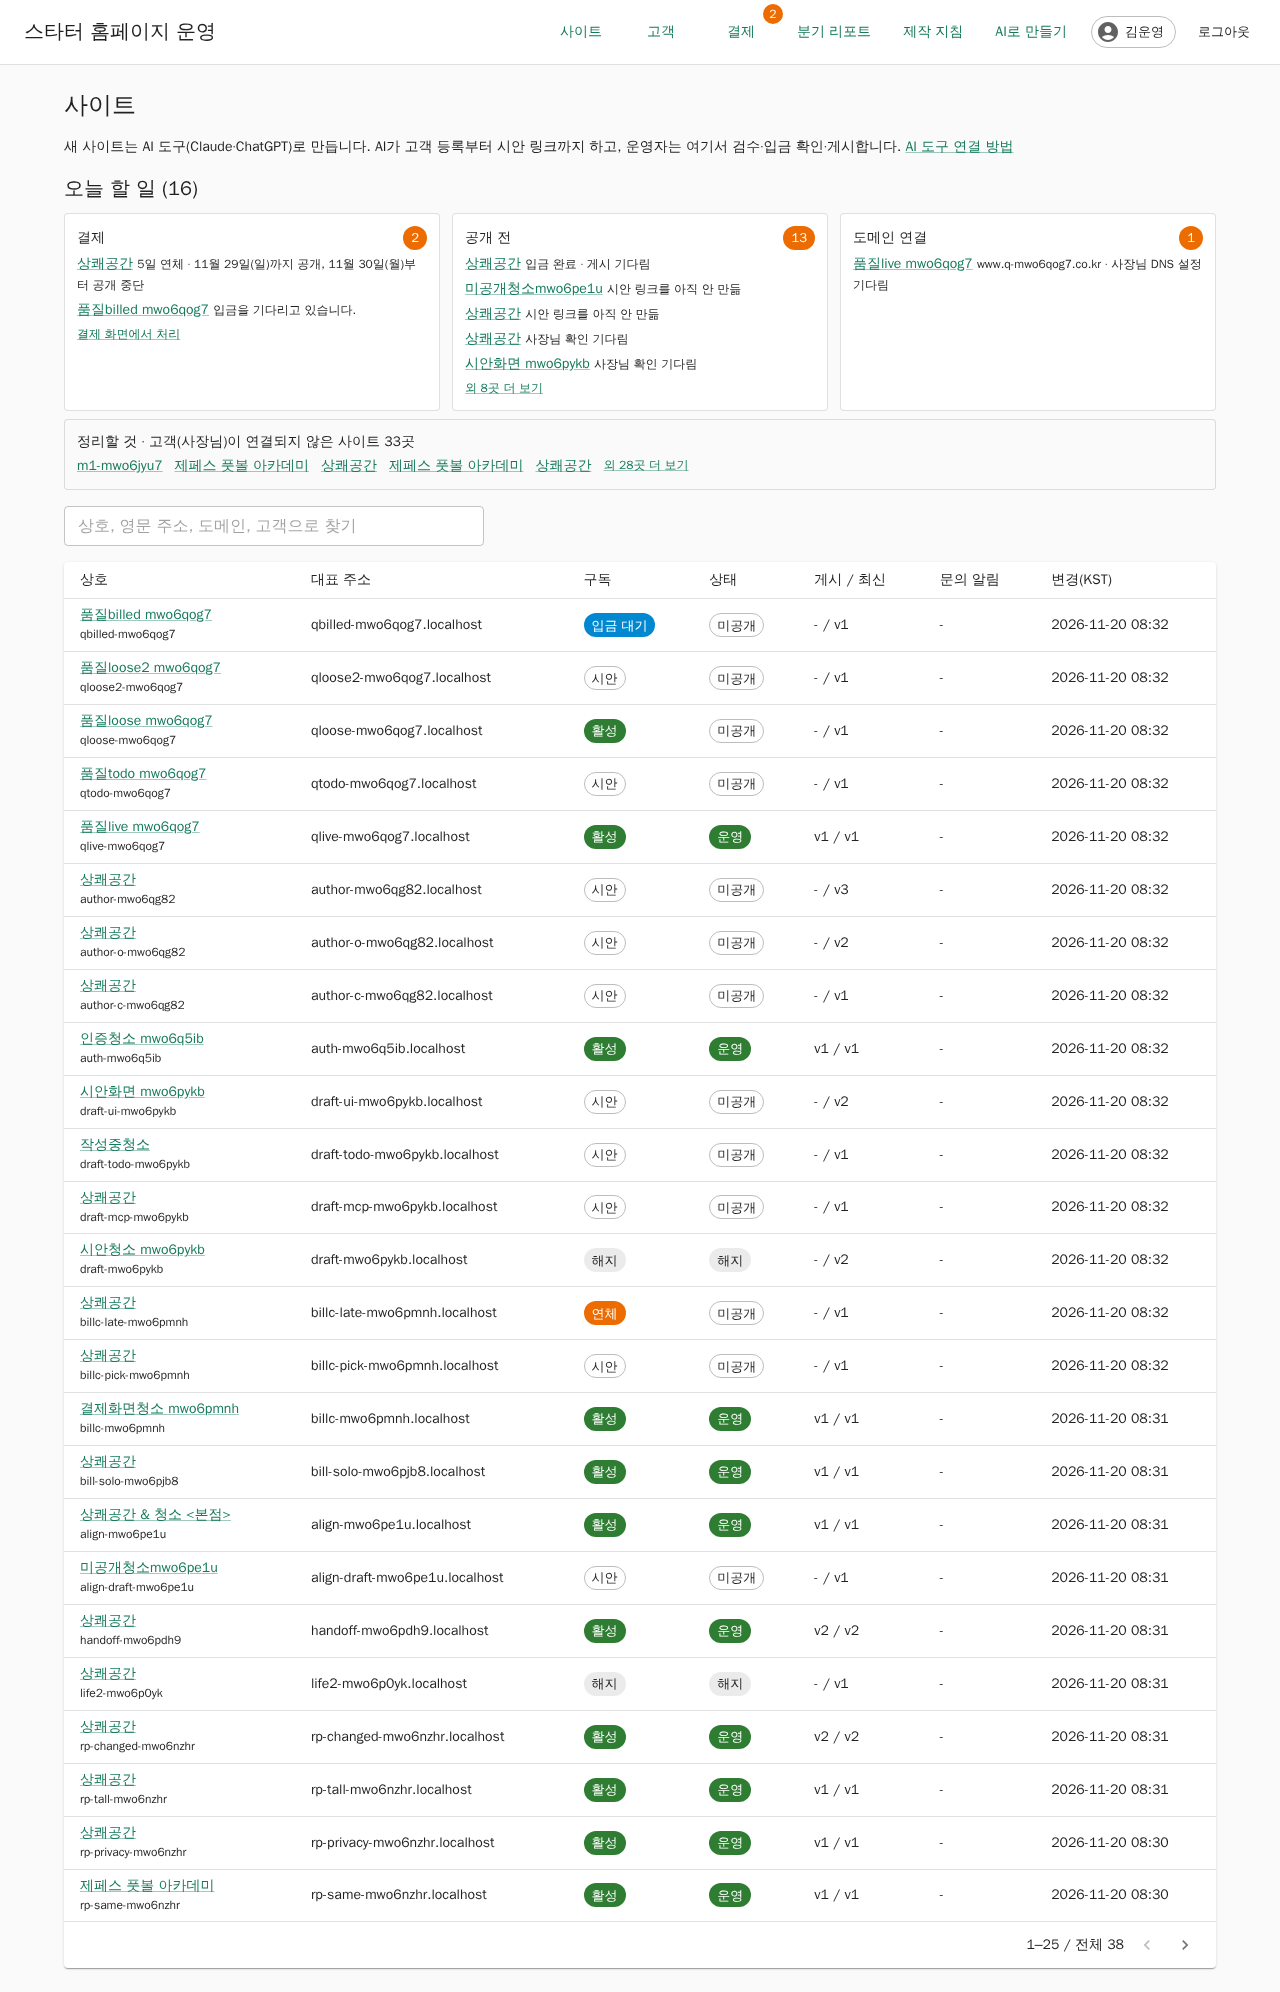 스타터 홈페이지 운영
사이트 고객 결제 2 분기 리포트 제작 지침 AI로 만들기 김운영 로그아웃
사이트
새 사이트는 AI 도구(Claude·ChatGPT)로 만듭니다. AI가 고객 등록부터 시안 링크까지 하고, 운영자는 여기서 검수·입금 확인·게시합니다. AI 도구 연결 방법
오늘 할 일 (16)
결제 2
상쾌공간 5일 연체 · 11월 29일(일)까지 공개, 11월 30일(월)부
터 공개 중단
품질billed mwo6qog7 입금을 기다리고 있습니다.
결제 화면에서 처리
공개 전 13
상쾌공간 입금 완료 · 게시 기다림
미공개청소mwo6pe1u 시안 링크를 아직 안 만듦
상쾌공간 시안 링크를 아직 안 만듦
상쾌공간 사장님 확인 기다림
시안화면 mwo6pykb 사장님 확인 기다림
외 8곳 더 보기
도메인 연결 1
품질live mwo6qog7 www.q-mwo6qog7.co.kr · 사장님 DNS 설정
기다림
정리할 것 · 고객(사장님)이 연결되지 않은 사이트 33곳
m1-mwo6jyu7 제페스 풋볼 아카데미 상쾌공간 제페스 풋볼 아카데미 상쾌공간 외 28곳 더 보기
상호, 영문 주소, 도메인, 고객으로 찾기
상호 대표 주소 구독 상태 게시 / 최신 문의 알림 변경(KST)
품질billed mwo6qog7
qbilled-mwo6qog7 qbilled-mwo6qog7.localhost 입금 대기 미공개 - / v1 - 2026-11-20 08:32
품질loose2 mwo6qog7
qloose2-mwo6qog7 qloose2-mwo6qog7.localhost 시안 미공개 - / v1 - 2026-11-20 08:32
품질loose mwo6qog7
qloose-mwo6qog7 qloose-mwo6qog7.localhost 활성 미공개 - / v1 - 2026-11-20 08:32
품질todo mwo6qog7
qtodo-mwo6qog7 qtodo-mwo6qog7.localhost 시안 미공개 - / v1 - 2026-11-20 08:32
품질live mwo6qog7
qlive-mwo6qog7 qlive-mwo6qog7.localhost 활성 운영 v1 / v1 - 2026-11-20 08:32
상쾌공간
author-mwo6qg82 author-mwo6qg82.localhost 시안 미공개 - / v3 - 2026-11-20 08:32
상쾌공간
author-o-mwo6qg82 author-o-mwo6qg82.localhost 시안 미공개 - / v2 - 2026-11-20 08:32
상쾌공간
author-c-mwo6qg82 author-c-mwo6qg82.localhost 시안 미공개 - / v1 - 2026-11-20 08:32
인증청소 mwo6q5ib
auth-mwo6q5ib auth-mwo6q5ib.localhost 활성 운영 v1 / v1 - 2026-11-20 08:32
시안화면 mwo6pykb
draft-ui-mwo6pykb draft-ui-mwo6pykb.localhost 시안 미공개 - / v2 - 2026-11-20 08:32
작성중청소
draft-todo-mwo6pykb draft-todo-mwo6pykb.localhost 시안 미공개 - / v1 - 2026-11-20 08:32
상쾌공간
draft-mcp-mwo6pykb draft-mcp-mwo6pykb.localhost 시안 미공개 - / v1 - 2026-11-20 08:32
시안청소 mwo6pykb
draft-mwo6pykb draft-mwo6pykb.localhost 해지 해지 - / v2 - 2026-11-20 08:32
상쾌공간
billc-late-mwo6pmnh billc-late-mwo6pmnh.localhost 연체 미공개 - / v1 - 2026-11-20 08:32
상쾌공간
billc-pick-mwo6pmnh billc-pick-mwo6pmnh.localhost 시안 미공개 - / v1 - 2026-11-20 08:32
결제화면청소 mwo6pmnh
billc-mwo6pmnh billc-mwo6pmnh.localhost 활성 운영 v1 / v1 - 2026-11-20 08:31
상쾌공간
bill-solo-mwo6pjb8 bill-solo-mwo6pjb8.localhost 활성 운영 v1 / v1 - 2026-11-20 08:31
상쾌공간 & 청소 <본점>
align-mwo6pe1u align-mwo6pe1u.localhost 활성 운영 v1 / v1 - 2026-11-20 08:31
미공개청소mwo6pe1u
align-draft-mwo6pe1u align-draft-mwo6pe1u.localhost 시안 미공개 - / v1 - 2026-11-20 08:31
상쾌공간
handoff-mwo6pdh9 handoff-mwo6pdh9.localhost 활성 운영 v2 / v2 - 2026-11-20 08:31
상쾌공간
life2-mwo6p0yk life2-mwo6p0yk.localhost 해지 해지 - / v1 - 2026-11-20 08:31
상쾌공간
rp-changed-mwo6nzhr rp-changed-mwo6nzhr.localhost 활성 운영 v2 / v2 - 2026-11-20 08:31
상쾌공간
rp-tall-mwo6nzhr rp-tall-mwo6nzhr.localhost 활성 운영 v1 / v1 - 2026-11-20 08:31
상쾌공간
rp-privacy-mwo6nzhr rp-privacy-mwo6nzhr.localhost 활성 운영 v1 / v1 - 2026-11-20 08:30
제페스 풋볼 아카데미
rp-same-mwo6nzhr rp-same-mwo6nzhr.localhost 활성 운영 v1 / v1 - 2026-11-20 08:30
1–25 / 전체 38